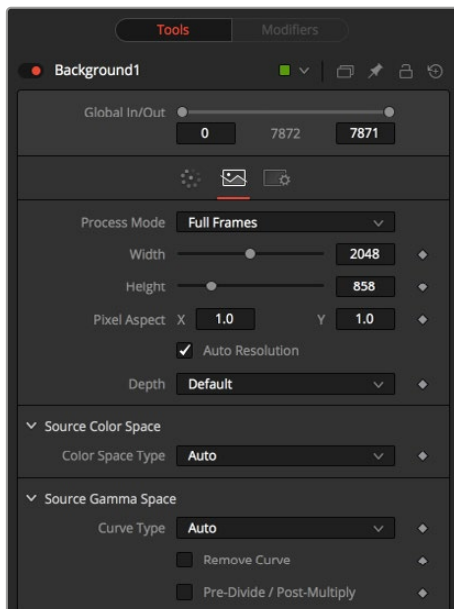 Tools Modifiers
Background1
Global In/Out
0 7872 7871
Process Mode Full Frames
Width 2048
Height 858
Pixel Aspect X 1.0 Y 1.0
Auto Resolution
Depth Default
Source Color Space
Color Space Type Auto
Source Gamma Space
Curve Type Auto
Remove Curve
Pre-Divide / Post-Multiply